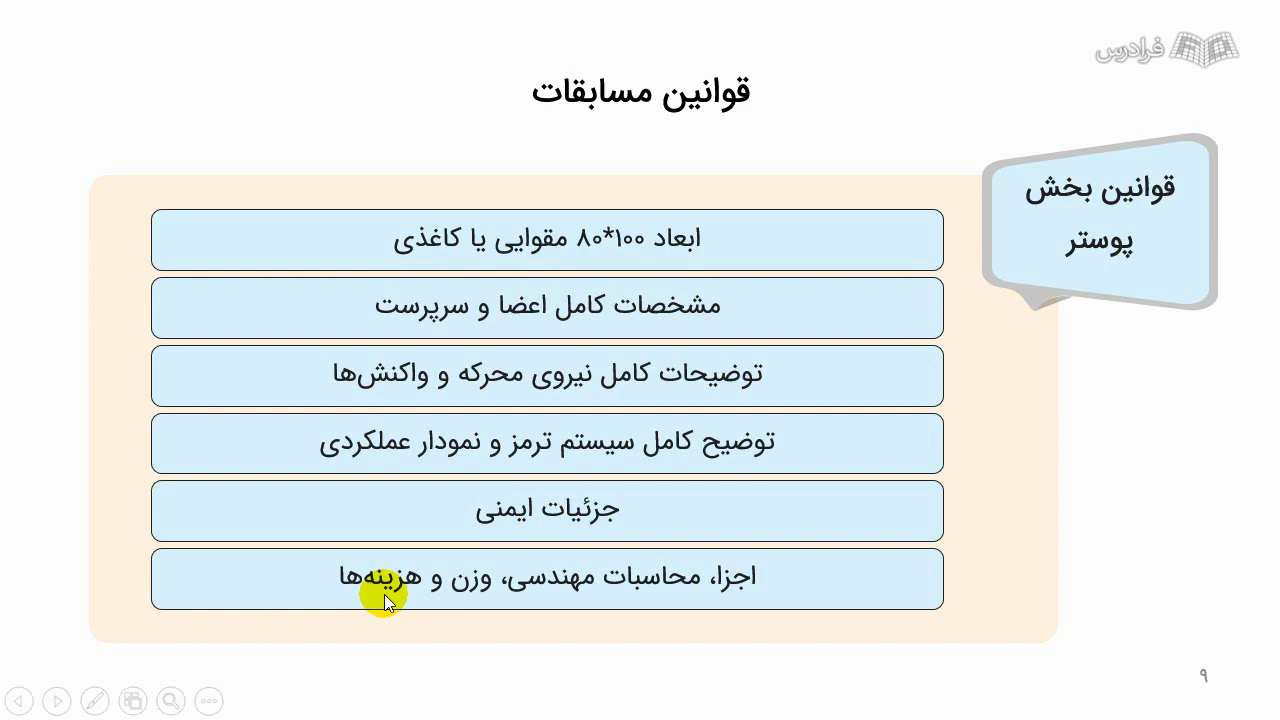 فرادرس
قوانین مسابقات
قوانین بخش
پوستر
ابعاد ۱۰۰*۸۰ مقوایی یا کاغذی
مشخصات کامل اعضا و سرپرست
توضیحات کامل نیروی محرکه و واکنش‌ها
توضیح کامل سیستم ترمز و نمودار عملکردی
جزئیات ایمنی
اجزا، محاسبات مهندسی، وزن و هزینه‌ها
۹